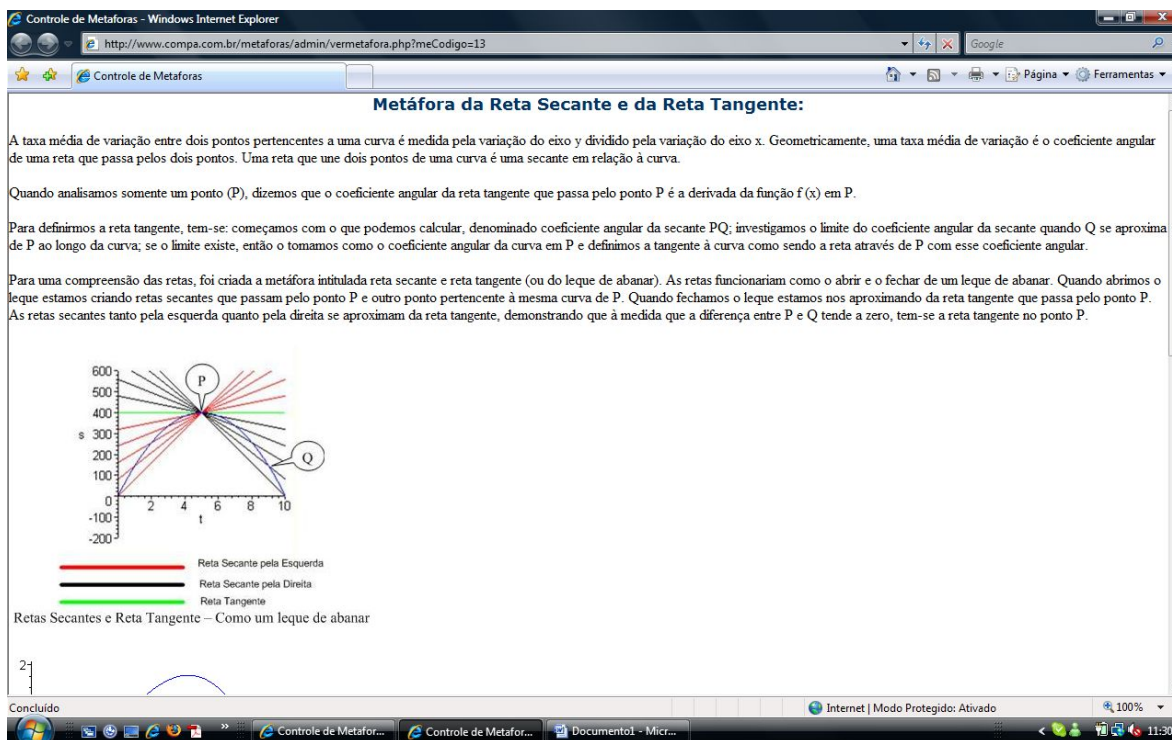 Controle de Metaforas - Windows Internet Explorer
http://www.compa.com.br/metaforas/admin/vermetafora.php?meCodigo=13
Google
Controle de Metaforas
Página
Ferramentas
Metáfora da Reta Secante e da Reta Tangente:
A taxa média de variação entre dois pontos pertencentes a uma curva é medida pela variação do eixo y dividido pela variação do eixo x. Geometricamente, uma taxa média de variação é o coeficiente angular
de uma reta que passa pelos dois pontos. Uma reta que une dois pontos de uma curva é uma secante em relação à curva.
Quando analisamos somente um ponto (P), dizemos que o coeficiente angular da reta tangente que passa pelo ponto P é a derivada da função f (x) em P.
Para definirmos a reta tangente, tem-se: começamos com o que podemos calcular, denominado coeficiente angular da secante PQ; investigamos o limite do coeficiente angular da secante quando Q se aproxima
de P ao longo da curva; se o limite existe, então o tomamos como o coeficiente angular da curva em P e definimos a tangente à curva como sendo a reta através de P com esse coeficiente angular.
Para uma compreensão das retas, foi criada a metáfora intitulada reta secante e reta tangente (ou do leque de abanar). As retas funcionariam como o abrir e o fechar de um leque de abanar. Quando abrimos o
leque estamos criando retas secantes que passam pelo ponto P e outro ponto pertencente à mesma curva de P. Quando fechamos o leque estamos nos aproximando da reta tangente que passa pelo ponto P.
As retas secantes tanto pela esquerda quanto pela direita se aproximam da reta tangente, demonstrando que à medida que a diferença entre P e Q tende a zero, tem-se a reta tangente no ponto P.
600
P
500
400
s 300
200
Q
100
0
2 4 6 8 10
-100
t
-200
Reta Secante pela Esquerda
Reta Secante pela Direita
Reta Tangente
Retas Secantes e Reta Tangente – Como um leque de abanar
2
Concluído
Internet | Modo Protegido: Ativado
100%
Controle de Metafor...
Controle de Metafor...
Documento1 - Micr...
11:30